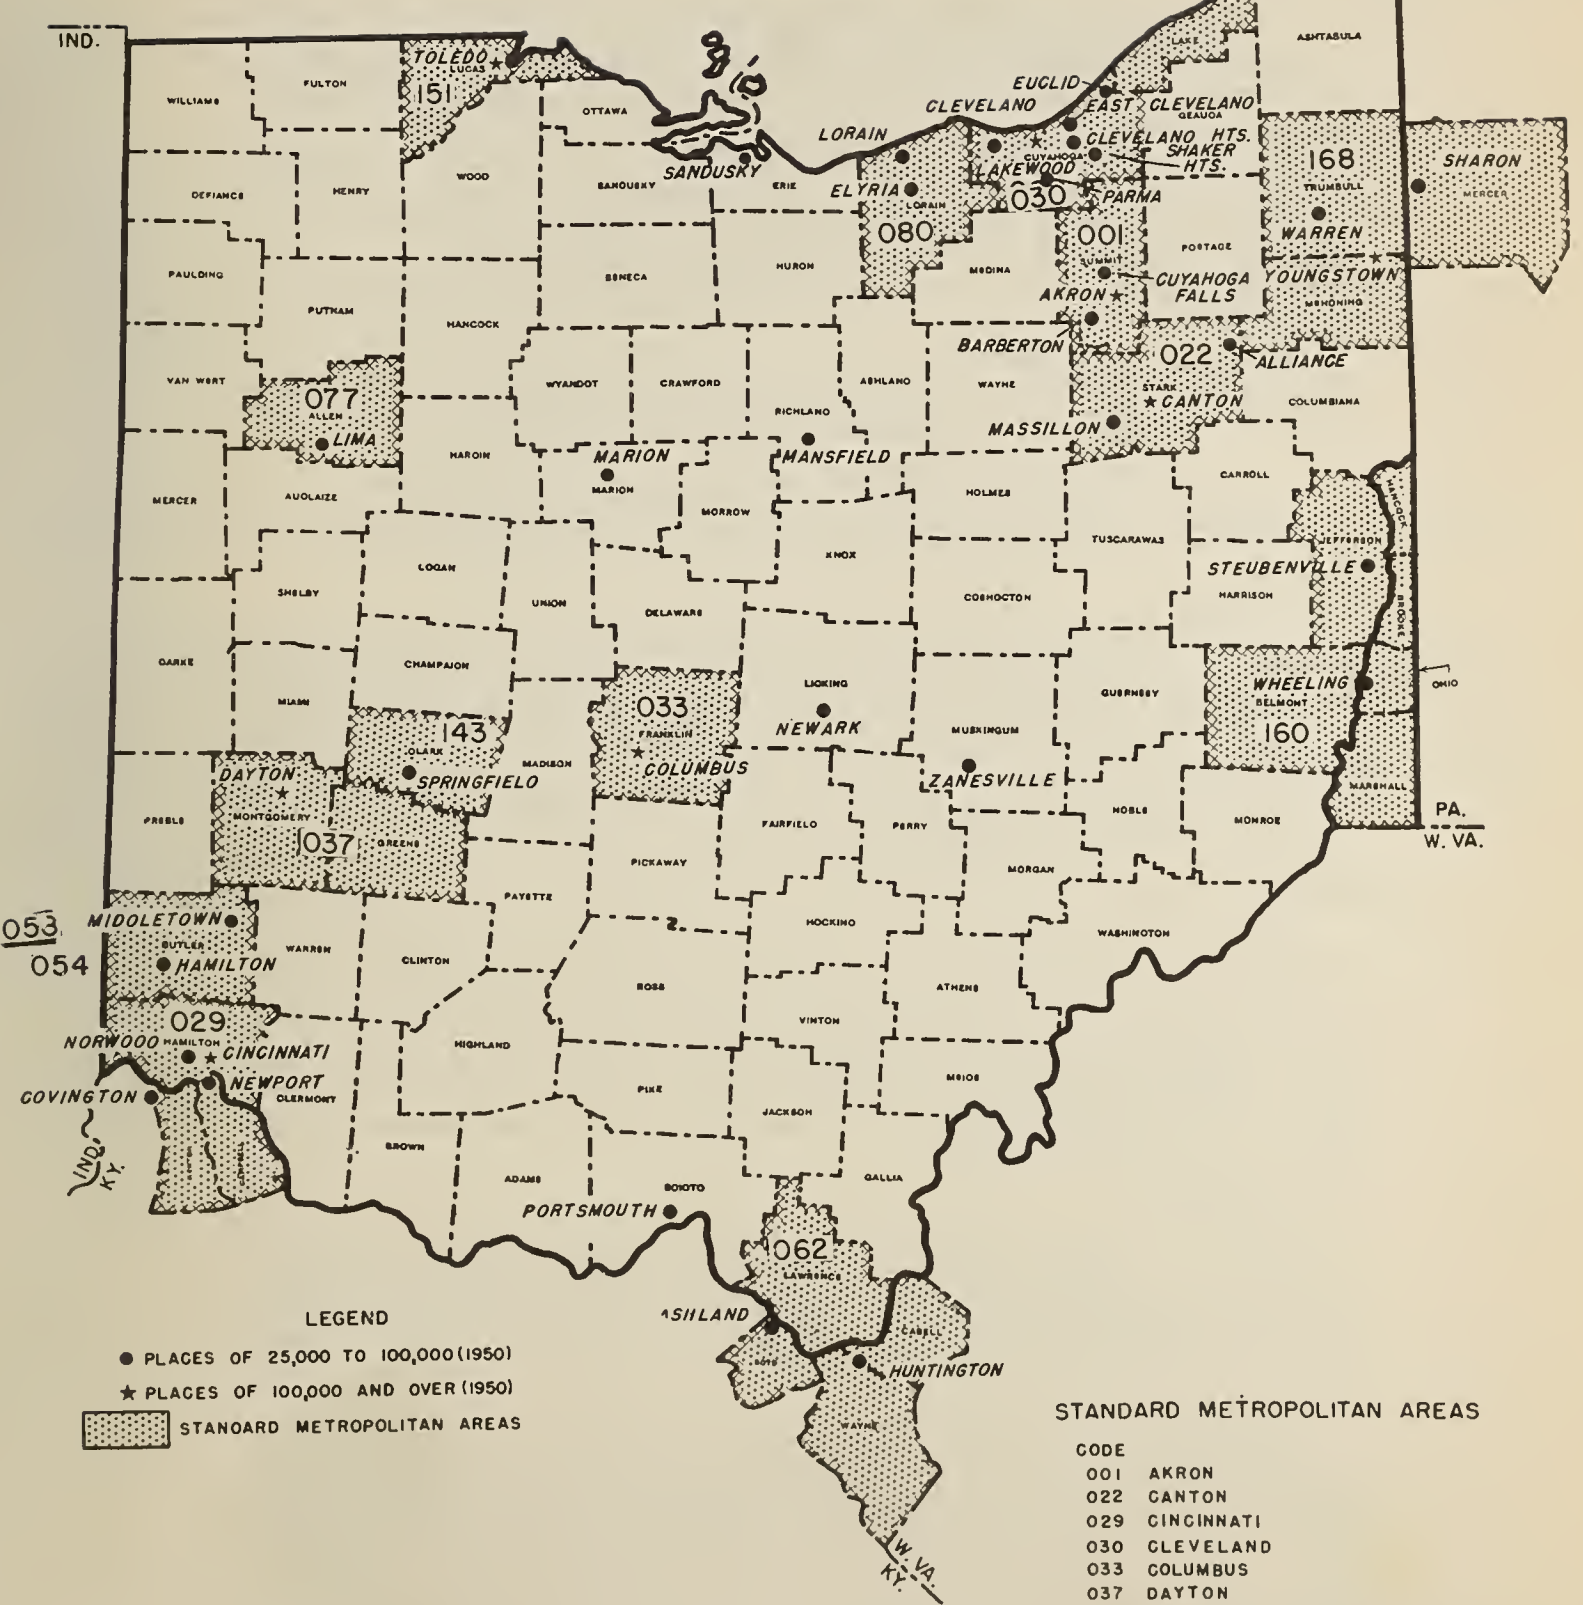 IND.
ASHTABULA
LAKE
TOLEDO
LUCAS
151
FULTON
WILLIAMS
EUCLID
CLEVELAND
EAST CLEVELAND
GEAUGA
OTTAWA
LORAIN
CLEVELAND HTS.
SHAKER
HTS.
CUYAHOGA
LAKEWOOD
168
TRUMBULL
SHARON
MERCER
SANDUSKY
WOOD
HENRY
DEFIANCE
SANDUSKY
ERIE
ELYRIA
LORAIN
030
PARMA
080
001
SUMMIT
WARREN
PORTAGE
PAULDING
SENECA
HURON
MEDINA
CUYAHOGA
FALLS
YOUNGSTOWN
MAHONING
AKRON
PUTNAM
HANCOCK
BARBERTON
022
ALLIANCE
VAN WERT
WYANDOT
CRAWFORD
ASHLAND
WAYNE
STARK
CANTON
COLUMBIANA
077
ALLEN
LIMA
RICHLAND
MASSILLON
HARDIN
MARION
MANSFIELD
CARROLL
MERCER
AUGLAIZE
MARION
MORROW
HOLMES
HANCOCK
TUSCARAWAS
JEFFERSON
KNOX
LOGAN
STEUBENVILLE
SHELBY
UNION
DELAWARE
COSHOCTON
HARRISON
BROOKE
DARKE
CHAMPAIGN
LICKING
GUERNSEY
WHEELING
OHIO
MIAMI
033
FRANKLIN
NEWARK
BELMONT
160
143
CLARK
MUSKINGUM
DAYTON
SPRINGFIELD
MADISON
COLUMBUS
ZANESVILLE
MARSHALL
PREBLE
MONTGOMERY
037
GREENE
FAIRFIELD
PERRY
NOBLE
MONROE
PA.
W. VA.
PICKAWAY
MORGAN
FAYETTE
053
MIDDLETOWN
BUTLER
WARREN
HOCKING
WASHINGTON
054
HAMILTON
CLINTON
ROSS
ATHENS
029
VINTON
NORWOOD
HAMILTON
CINCINNATI
HIGHLAND
PIKE
MEIGS
COVINGTON
NEWPORT
CLERMONT
JACKSON
IND.
KY.
BROWN
ADAMS
SCIOTO
GALLIA
PORTSMOUTH
062
LAWRENCE
ASHLAND
CABELL
BOYD
HUNTINGTON
WAYNE
W. VA.
KY.
LEGEND
PLACES OF 25,000 TO 100,000 (1950)
PLACES OF 100,000 AND OVER (1950)
STANDARD METROPOLITAN AREAS
STANDARD METROPOLITAN AREAS
CODE
001 AKRON
022 CANTON
029 CINCINNATI
030 CLEVELAND
033 COLUMBUS
037 DAYTON